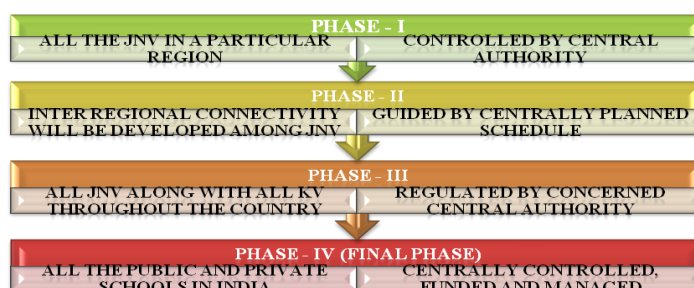 PHASE - I
ALL THE JNV IN A PARTICULAR
REGION
CONTROLLED BY CENTRAL
AUTHORITY
PHASE - II
INTER REGIONAL CONNECTIVITY
WILL BE DEVELOPED AMONG JNV
GUIDED BY CENTRALLY PLANNED
SCHEDULE
PHASE - III
ALL JNV ALONG WITH ALL KV
THROUGHOUT THE COUNTRY
REGULATED BY CONCERNED
CENTRAL AUTHORITY
PHASE - IV (FINAL PHASE)
ALL THE PUBLIC AND PRIVATE
SCHOOLS IN INDIA
CENTRALLY CONTROLLED,
FUNDED AND MANAGED